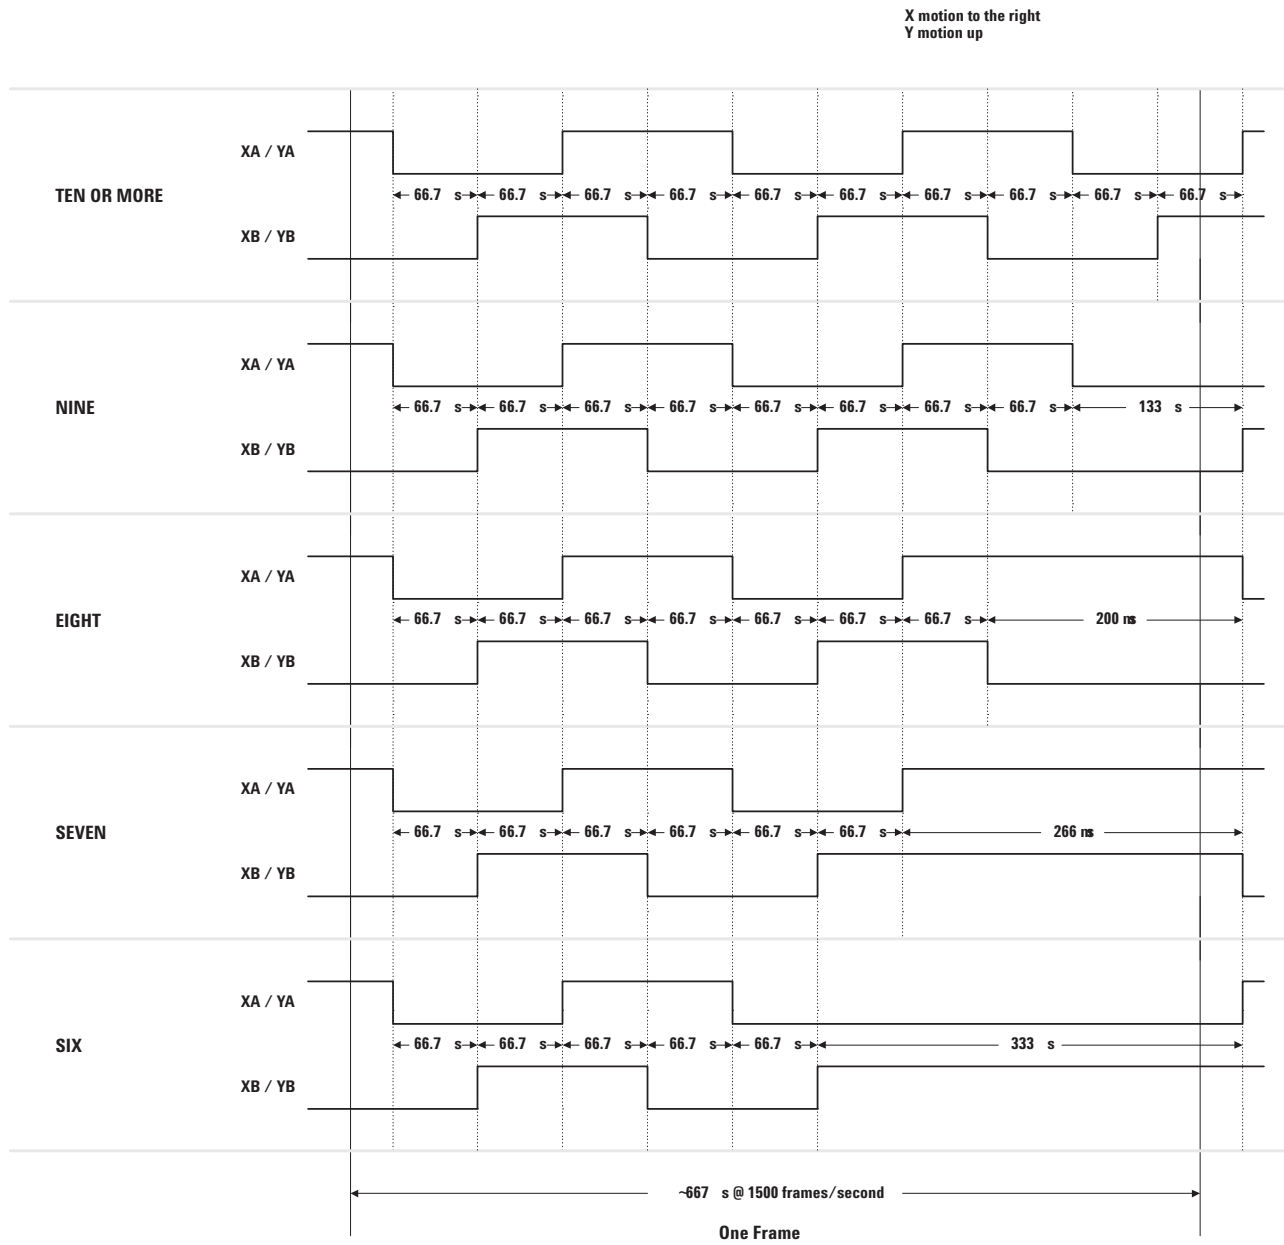 X motion to the right
Y motion up
XA / YA
TEN OR MORE
66.7 s 66.7 s 66.7 s 66.7 s 66.7 s 66.7 s 66.7 s 66.7 s 66.7 s 66.7 s
XB / YB
XA / YA
NINE
66.7 s 66.7 s 66.7 s 66.7 s 66.7 s 66.7 s 66.7 s 66.7 s 133 s
XB / YB
XA / YA
EIGHT
66.7 s 66.7 s 66.7 s 66.7 s 66.7 s 66.7 s 66.7 s 200 ns
XB / YB
XA / YA
SEVEN
66.7 s 66.7 s 66.7 s 66.7 s 66.7 s 66.7 s 266 ns
XB / YB
XA / YA
SIX
66.7 s 66.7 s 66.7 s 66.7 s 66.7 s 333 s
XB / YB
~667 s @ 1500 frames/second
One Frame